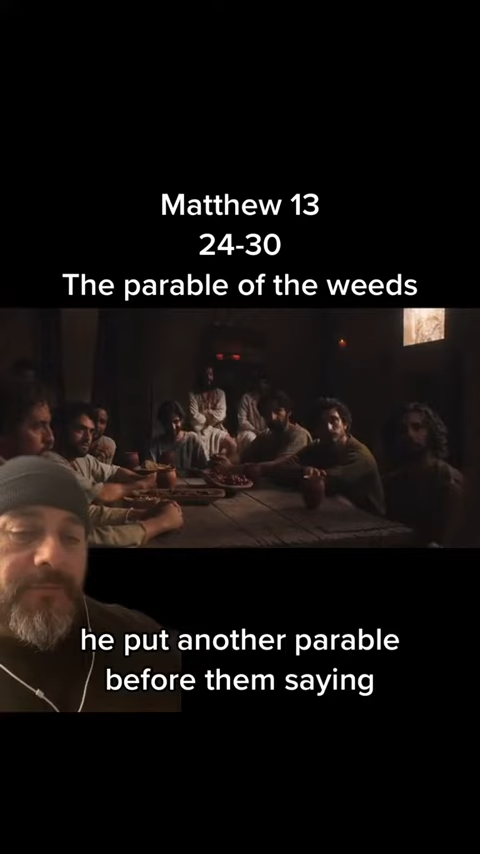 Matthew 13
24-30
The parable of the weeds
he put another parable
before them saying